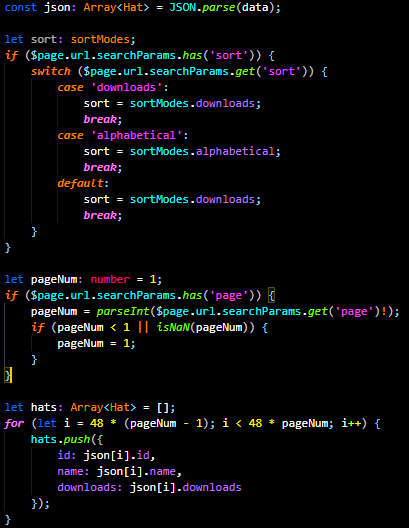 const json: Array<Hat> = JSON.parse(data);
let sort: sortModes;
if ($page.url.searchParams.has('sort')) {
    switch ($page.url.searchParams.get('sort')) {
        case 'downloads':
            sort = sortModes.downloads;
            break;
        case 'alphabetical':
            sort = sortModes.alphabetical;
            break;
        default:
            sort = sortModes.downloads;
            break;
    }
}
let pageNum: number = 1;
if ($page.url.searchParams.has('page')) {
    pageNum = parseInt($page.url.searchParams.get('page')!);
    if (pageNum < 1 || isNaN(pageNum)) {
        pageNum = 1;
    }
}
let hats: Array<Hat> = [];
for (let i = 48 * (pageNum - 1); i < 48 * pageNum; i++) {
    hats.push({
        id: json[i].id,
        name: json[i].name,
        downloads: json[i].downloads
    });
}